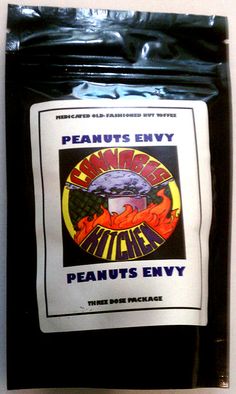 MEDICATED OLD-FASHIONED NUT TOFFEE
PEANUTS ENVY
CANNABIS
KITCHEN
PEANUTS ENVY
THREE DOSE PACKAGE